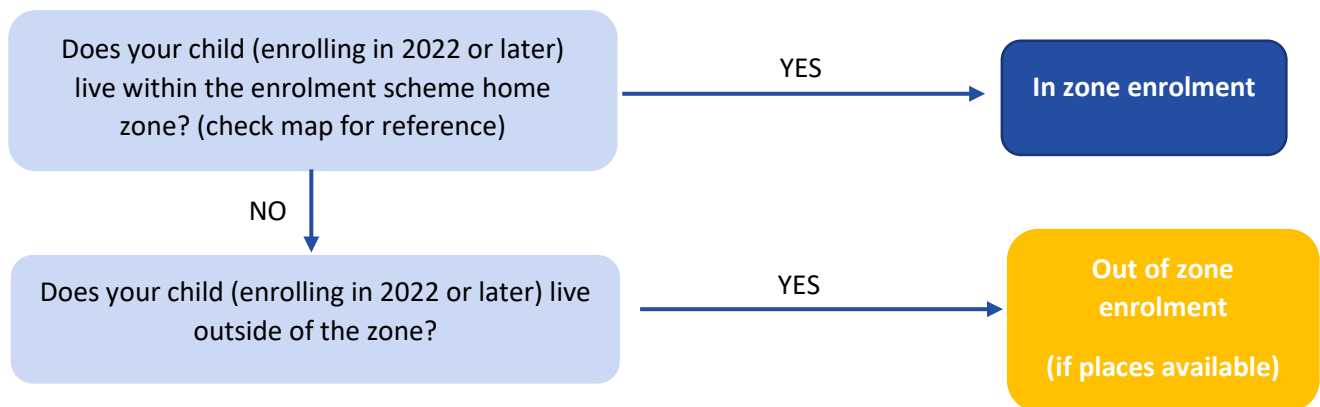 Does your child (enrolling in 2022 or later)
live within the enrolment scheme home
zone? (check map for reference)
YES
In zone enrolment
NO
Does your child (enrolling in 2022 or later) live
outside of the zone?
YES
Out of zone
enrolment
(if places available)